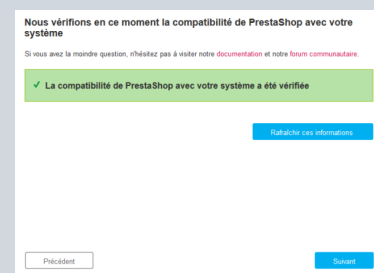 Nous vérifions en ce moment la compatibilité de PrestaShop avec votre
système
Si vous avez la moindre question, n'hésitez pas à visiter notre documentation et notre forum communautaire.
✓ La compatibilité de PrestaShop avec votre système a été vérifiée
Rafraîchir ces informations
Précédent
Suivant